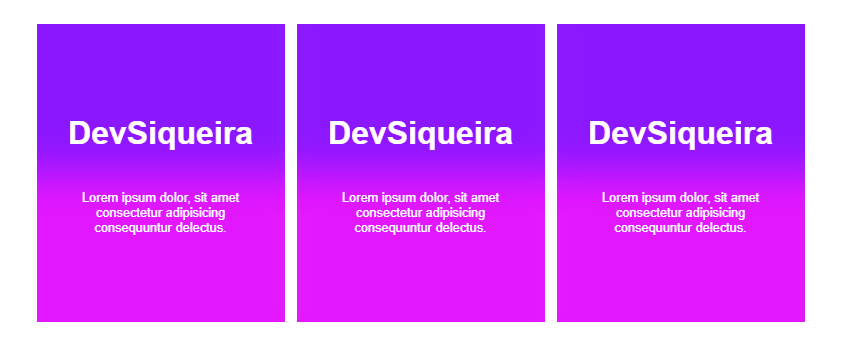 DevSiqueira
Lorem ipsum dolor, sit amet
consectetur adipisicing
consequuntur delectus.
DevSiqueira
Lorem ipsum dolor, sit amet
consectetur adipisicing
consequuntur delectus.
DevSiqueira
Lorem ipsum dolor, sit amet
consectetur adipisicing
consequuntur delectus.